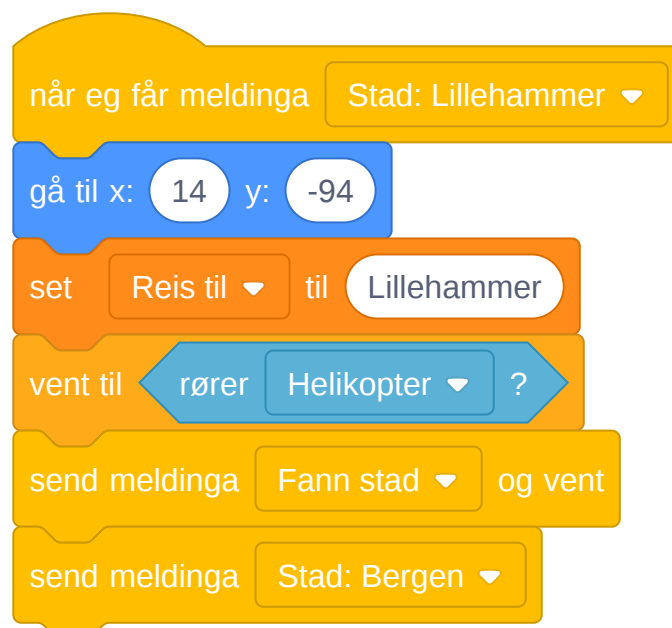 når eg får meldinga Stad: Lillehammer
gå til x: 14 y: -94
set Reis til til Lillehammer
vent til rører Helikopter ?
send meldinga Fann stad og vent
send meldinga Stad: Bergen